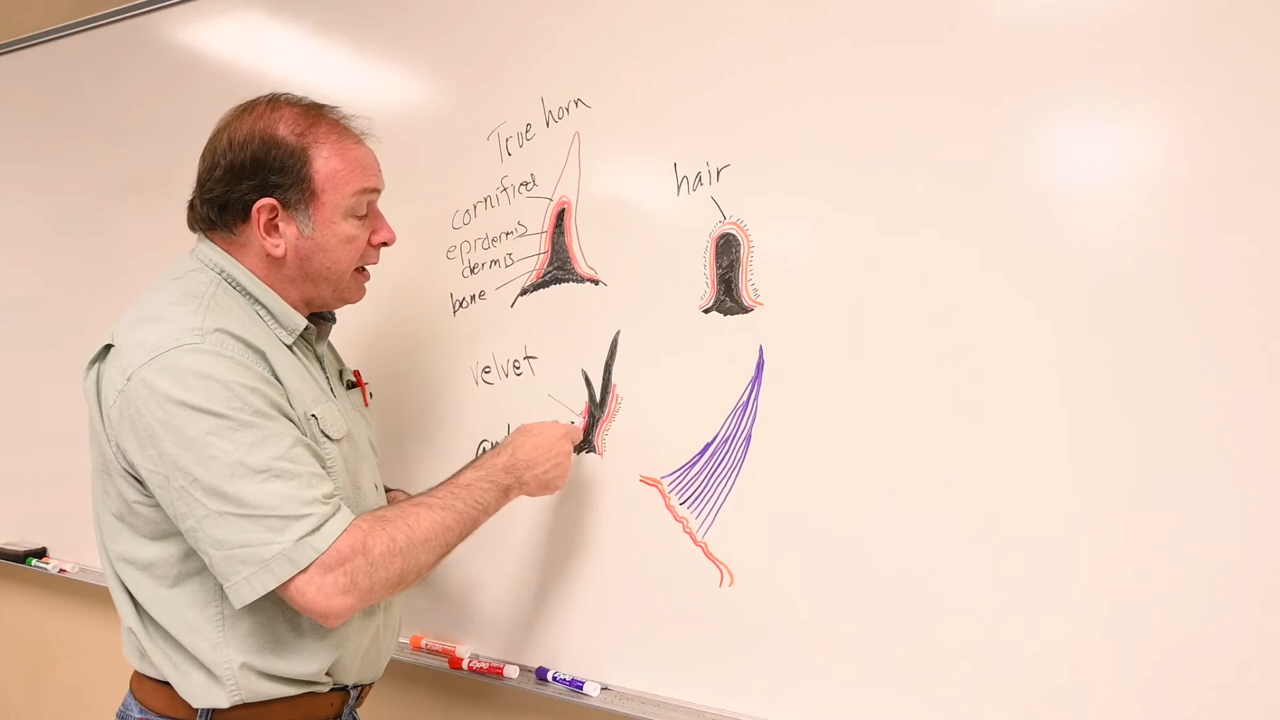 True horn
cornified
epidermis
dermis
bone
hair
velvet